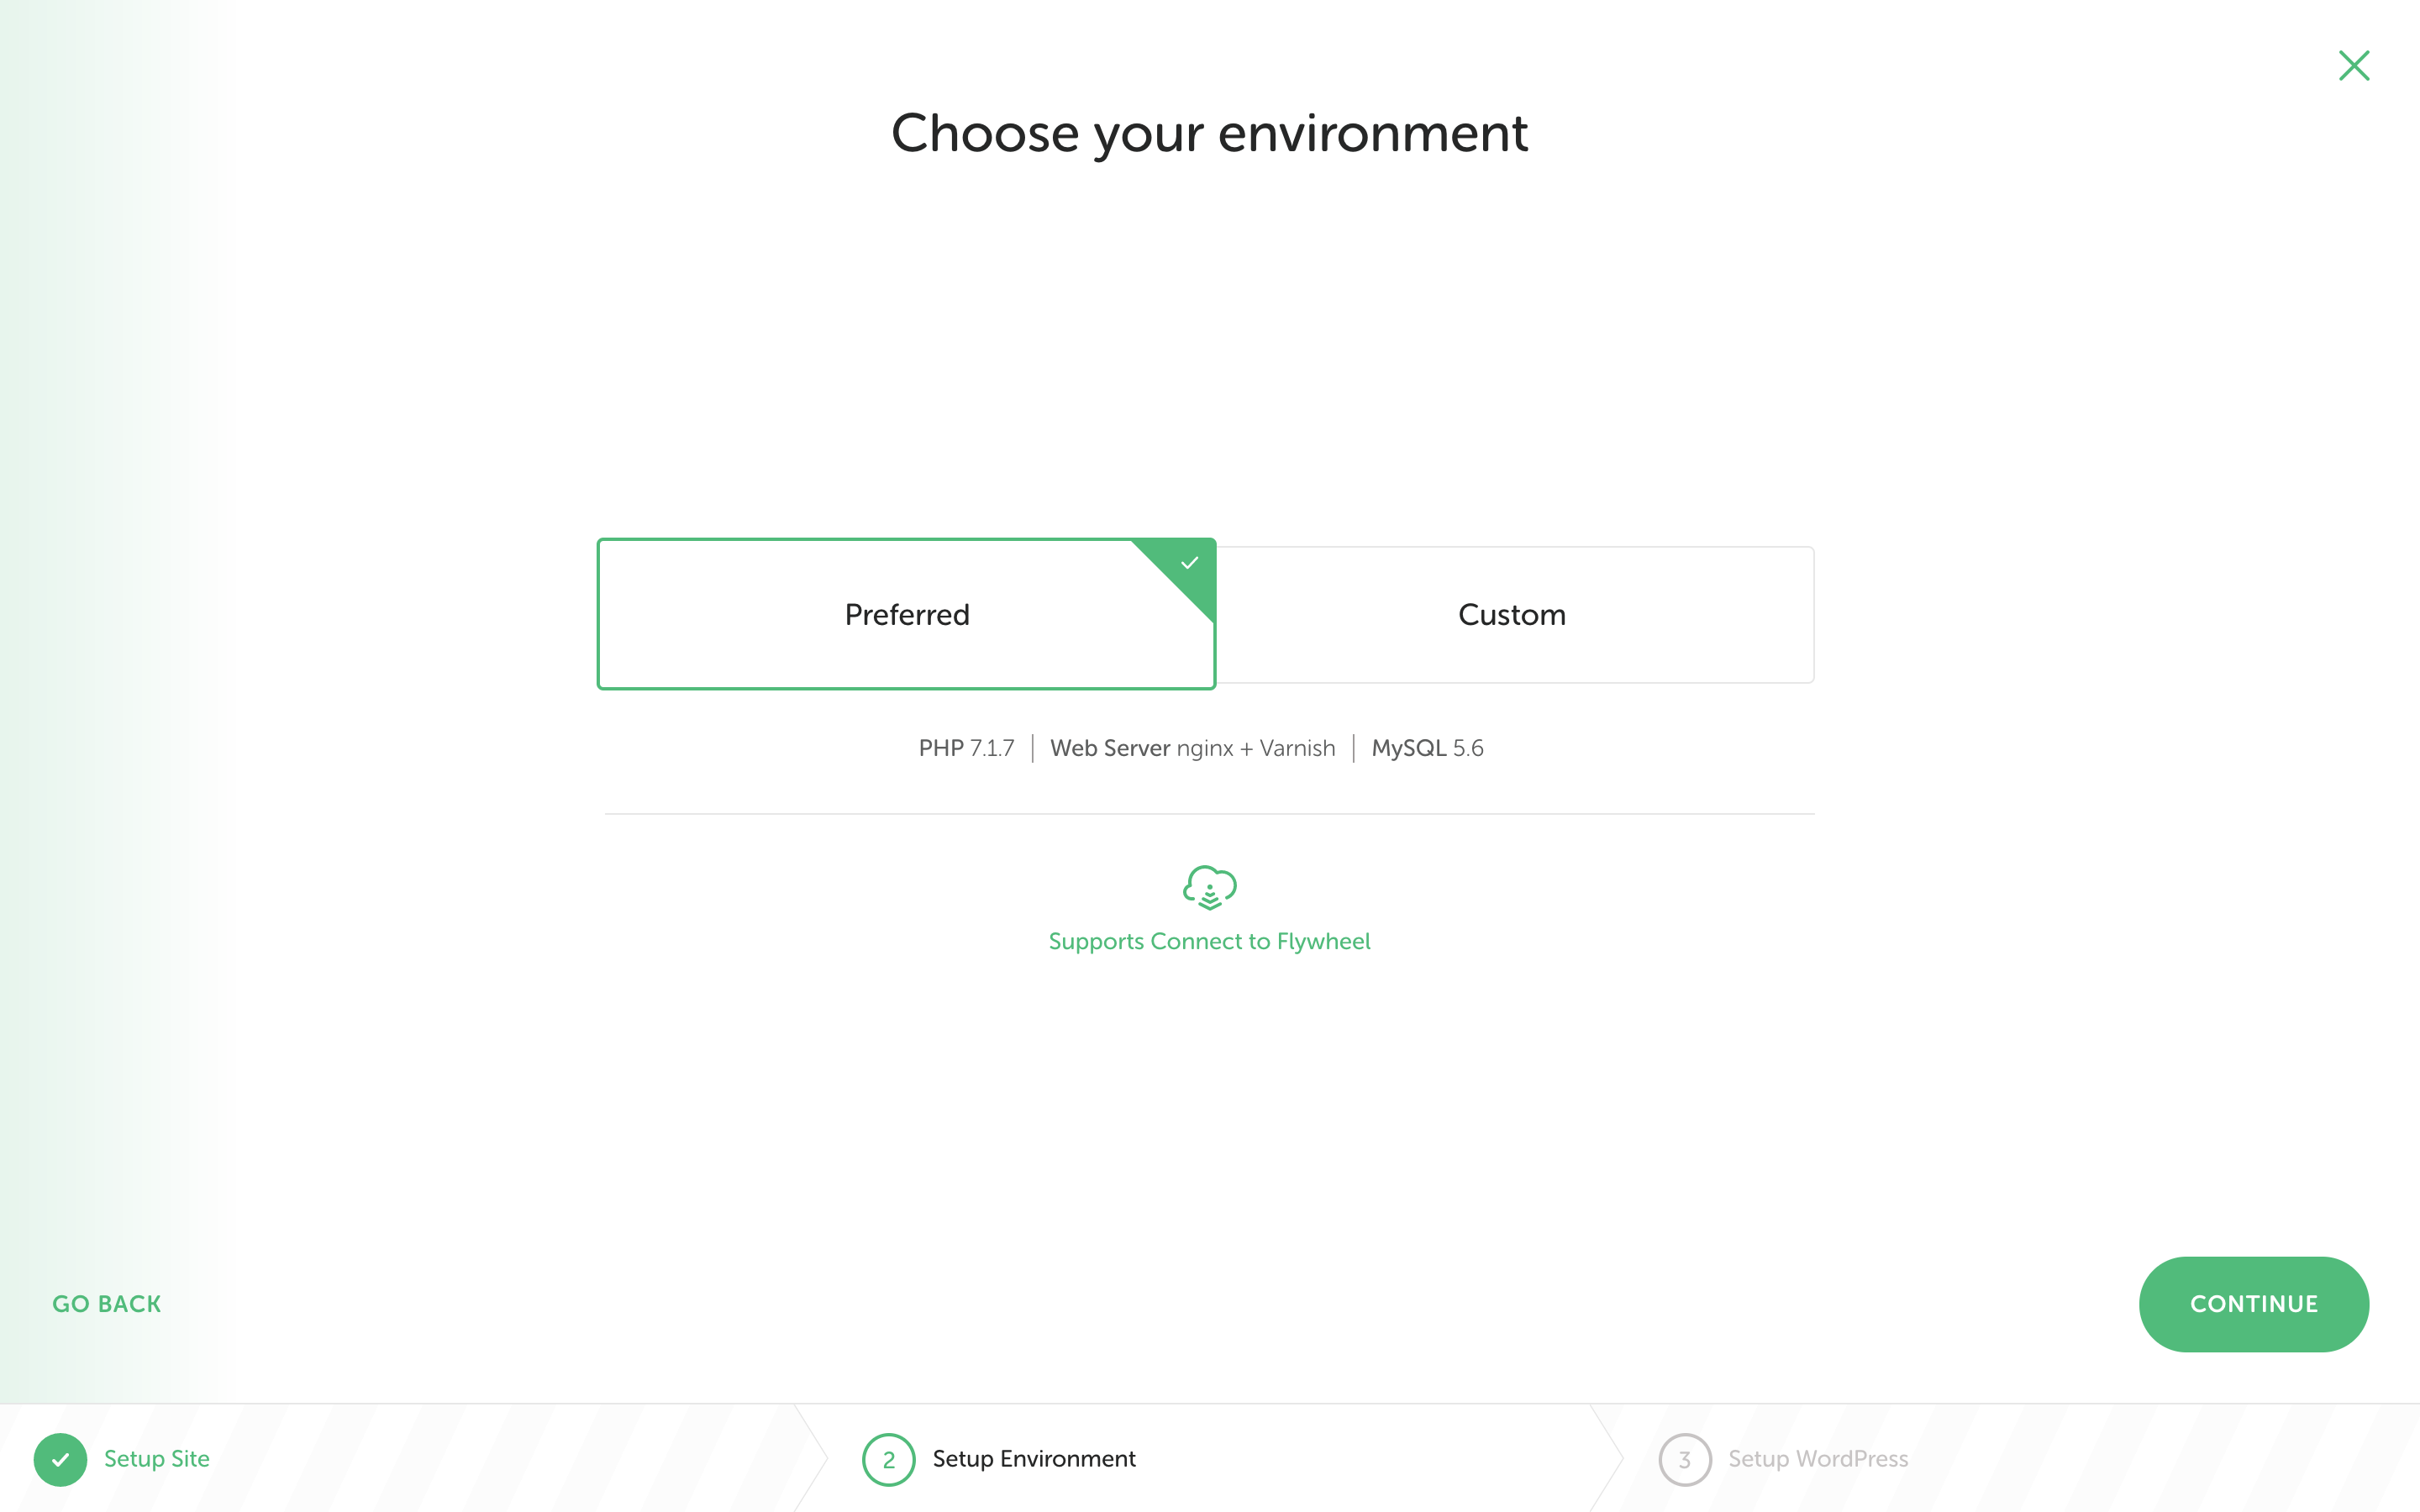 Choose your environment
Preferred
Custom
PHP 7.1.7 | Web Server nginx + Varnish | MySQL 5.6
Supports Connect to Flywheel
GO BACK
CONTINUE
Setup Site
2 Setup Environment
3 Setup WordPress